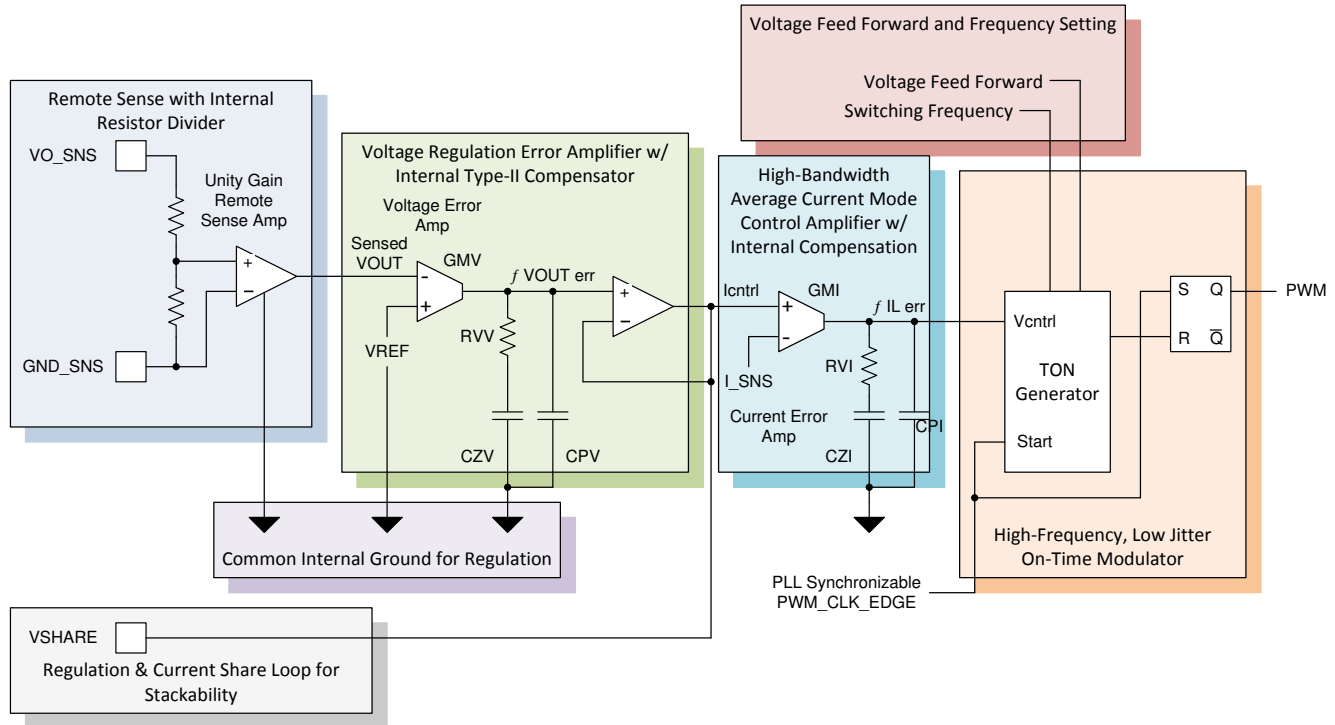 Voltage Feed Forward and Frequency Setting
Voltage Feed Forward
Switching Frequency
Remote Sense with Internal
Resistor Divider
VO_SNS
Unity Gain
Remote
Sense Amp
+
−
GND_SNS
Voltage Regulation Error Amplifier w/
Internal Type-II Compensator
Voltage Error
Amp
Sensed
VOUT
GMV
-
+
VREF
ƒ VOUT err
RVV
CZV
CPV
+
−
High-Bandwidth
Average Current Mode
Control Amplifier w/
Internal Compensation
Icntrl
GMI
+
-
I_SNS
ƒ IL err
RVI
Current Error
Amp
CPI
CZI
Vcntrl
TON
Generator
Start
S
Q
R
Q̅
PWM
High-Frequency, Low Jitter
On-Time Modulator
PLL Synchronizable
PWM_CLK_EDGE
Common Internal Ground for Regulation
VSHARE
Regulation & Current Share Loop for
Stackability